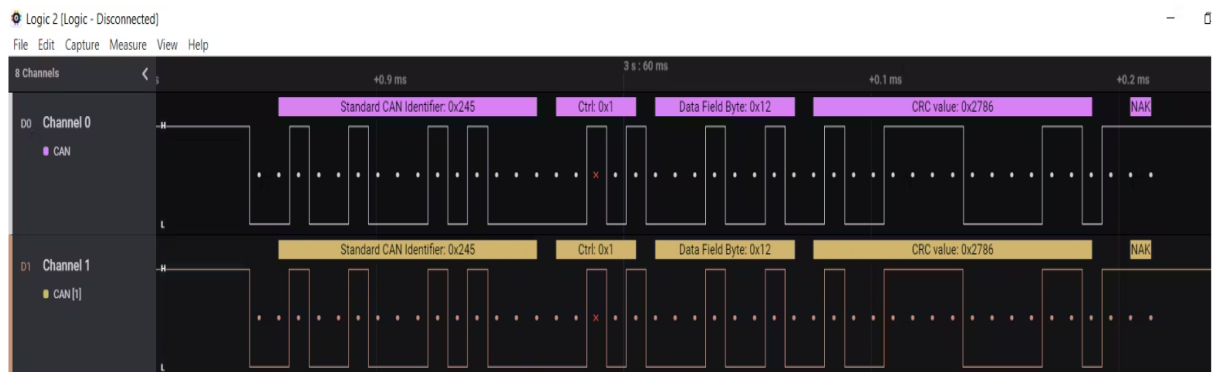 Logic 2 [Logic - Disconnected]
File Edit Capture Measure View Help
8 Channels
s
+0.9 ms
3 s : 60 ms
+0.1 ms
+0.2 ms
Standard CAN Identifier: 0x245
Ctrl: 0x1
Data Field Byte: 0x12
CRC value: 0x2786
NAK
D0 Channel 0
H
CAN
x
L
Standard CAN Identifier: 0x245
Ctrl: 0x1
Data Field Byte: 0x12
CRC value: 0x2786
NAK
D1 Channel 1
H
CAN [1]
x
L